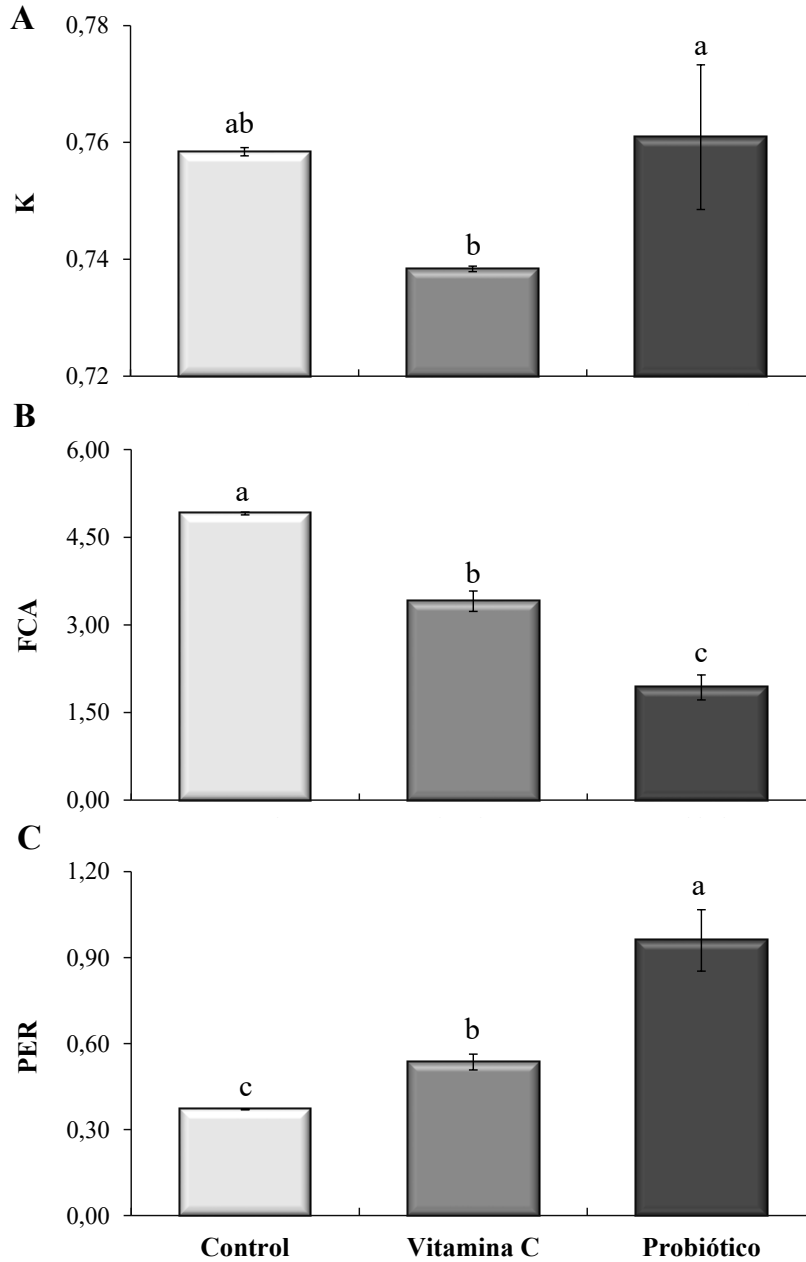 A
0,78
0,76
0,74
0,72
K
ab
b
a
B
6,00
4,50
3,00
1,50
0,00
FCA
a
b
c
C
1,20
0,90
0,60
0,30
0,00
PER
c
b
a
Control Vitamina C Probiótico